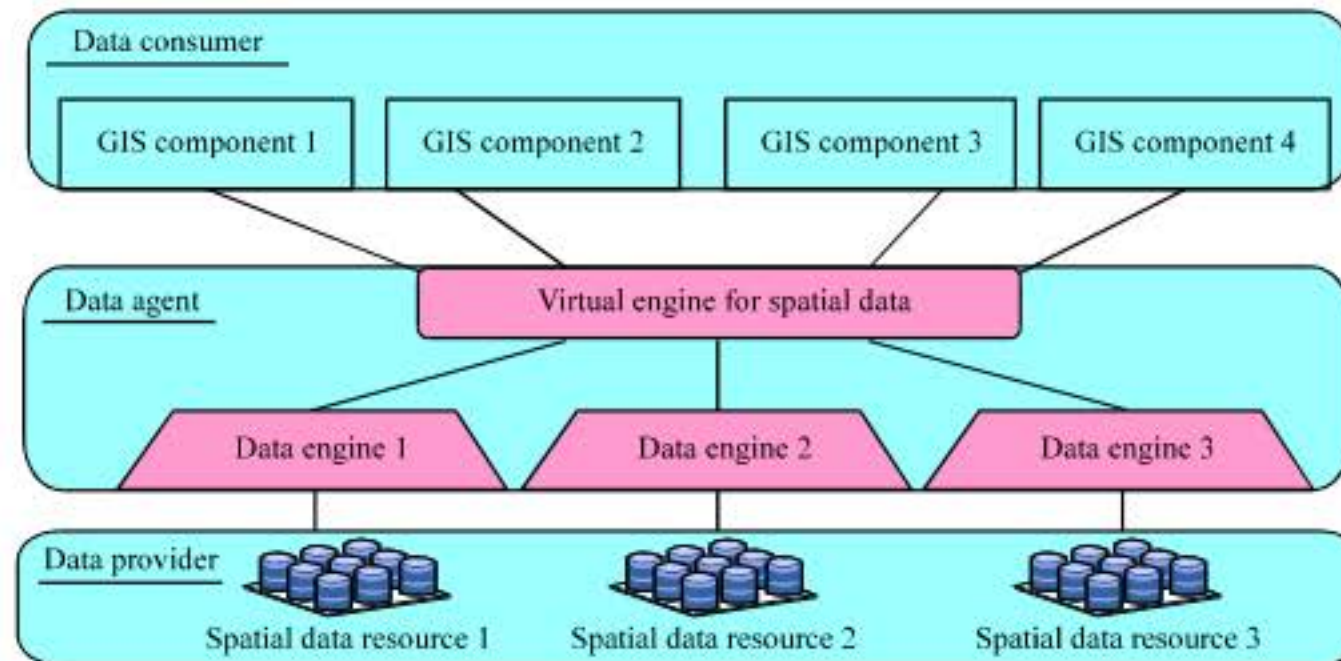 Data consumer
GIS component 1
GIS component 2
GIS component 3
GIS component 4
Data agent
Virtual engine for spatial data
Data engine 1
Data engine 2
Data engine 3
Data provider
Spatial data resource 1
Spatial data resource 2
Spatial data resource 3